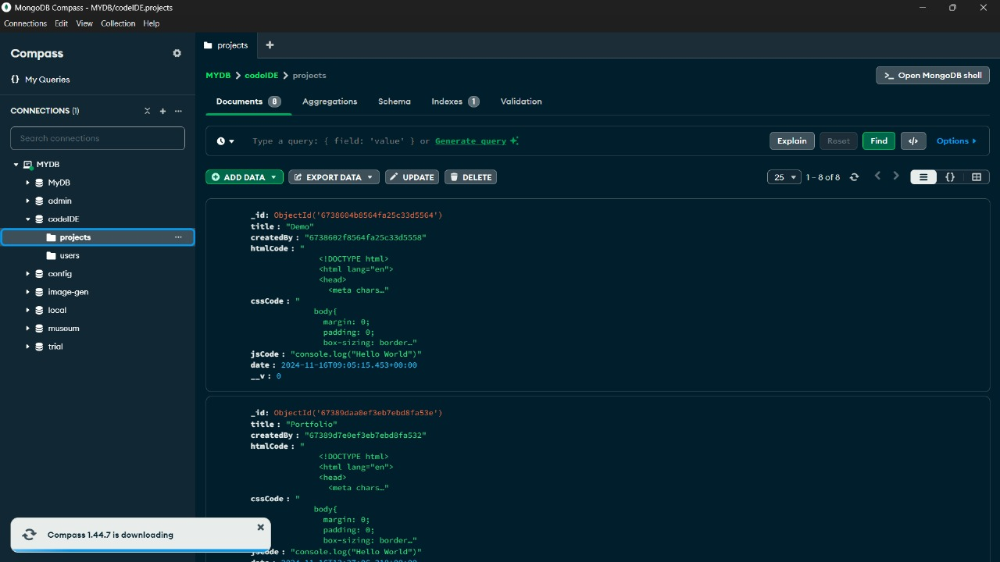 MongoDB Compass - MYDB/codeIDE.projects
Connections Edit View Collection Help
Compass
{} My Queries
CONNECTIONS (1)
Search connections
MYDB
MyDB
admin
codeIDE
projects
users
config
image-gen
local
museum
trial
Compass 1.44.7 is downloading
projects
MYDB > codeIDE > projects
>_ Open MongoDB shell
Documents 8 Aggregations Schema Indexes 1 Validation
Type a query: { field: 'value' } or Generate query
Explain Reset Find </> Options
ADD DATA EXPORT DATA UPDATE DELETE
25 1 – 8 of 8 {}
_id: ObjectId('6738604b8564fa25c33d5564')
title : "Demo"
createdBy : "6738602f8564fa25c33d5558"
htmlCode : "
<!DOCTYPE html>
<html lang="en">
<head>
<meta chars…"
cssCode : "
body{
margin: 0;
padding: 0;
box-sizing: border…"
jsCode : "console.log("Hello World")"
date : 2024-11-16T09:05:15.453+00:00
__v : 0
_id: ObjectId('67389daa0ef3eb7ebd8fa53e')
title : "Portfolio"
createdBy : "67389d7e0ef3eb7ebd8fa532"
htmlCode : "
<!DOCTYPE html>
<html lang="en">
<head>
<meta chars…"
cssCode : "
body{
margin: 0;
padding: 0;
box-sizing: border…"
jsCode : "console.log("Hello World")"